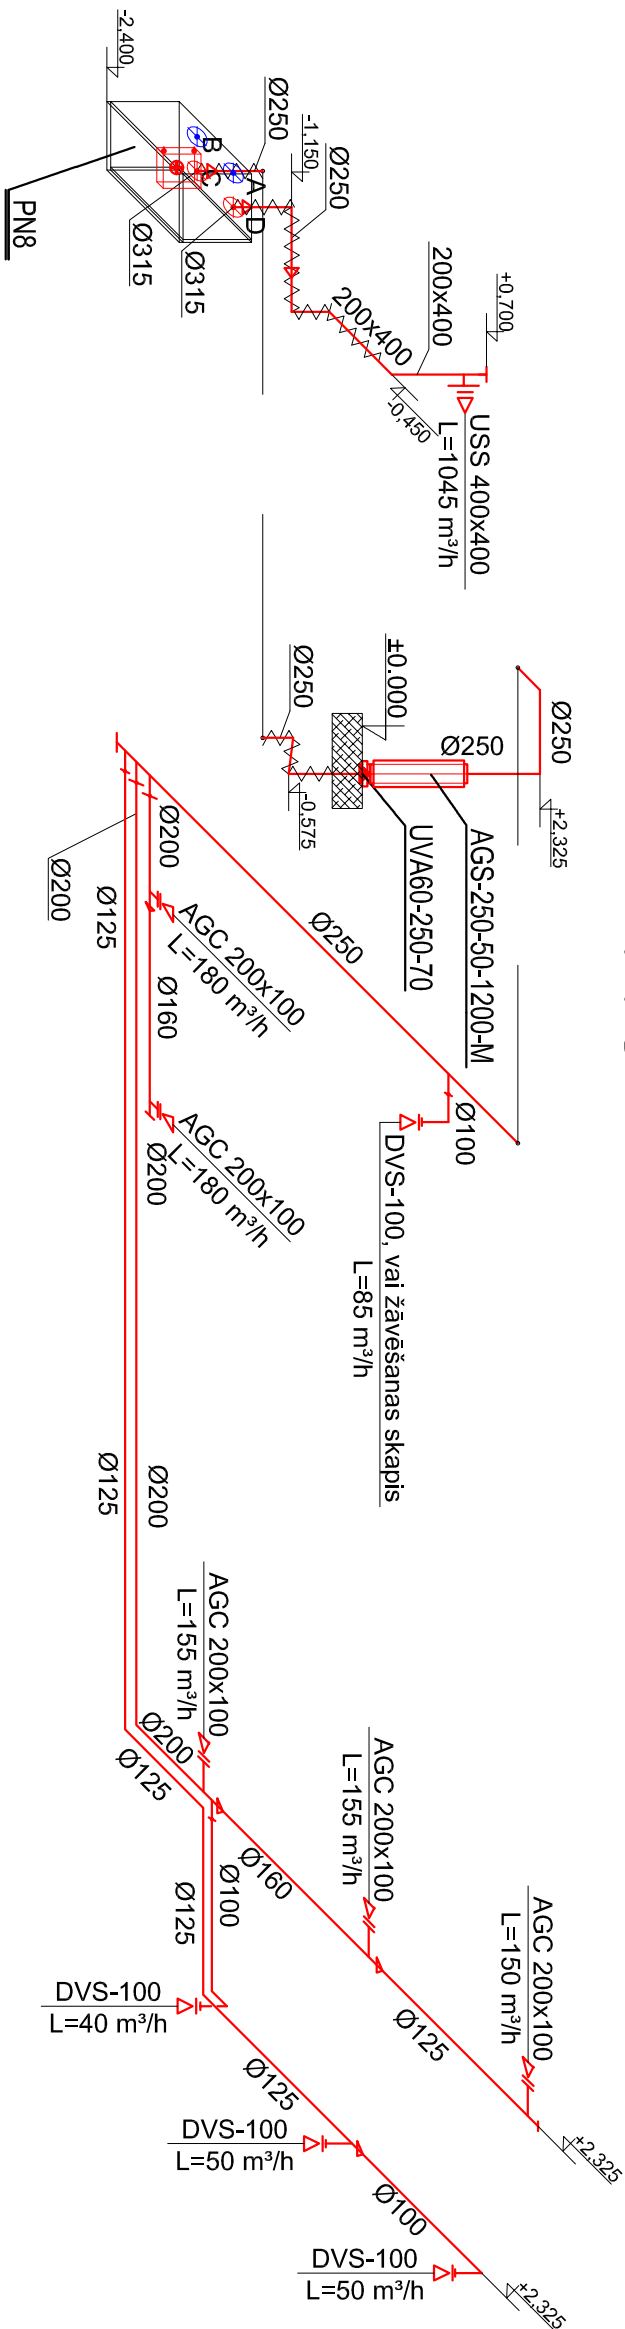 -2,400
PN8
B
C
A
D
Ø315
Ø315
Ø250
-1,150
Ø250
200x400
200x400
+0,700
-0,450
USS 400x400
L=1045 m³/h
Ø250
±0.000
-0,575
Ø250
Ø250
+2,325
AGS-250-50-1200-M
UVA60-250-70
Ø250
Ø200
Ø200
Ø125
AGC 200x100
L=180 m³/h
Ø160
AGC 200x100
L=180 m³/h
Ø200
Ø100
DVS-100, vai žāvēšanas skapis
L=85 m³/h
Ø200
Ø125
AGC 200x100
L=155 m³/h
Ø200
Ø125
Ø160
Ø100
Ø125
AGC 200x100
L=155 m³/h
Ø125
AGC 200x100
L=150 m³/h
+2,325
DVS-100
L=40 m³/h
Ø125
DVS-100
L=50 m³/h
Ø100
DVS-100
L=50 m³/h
+2,325